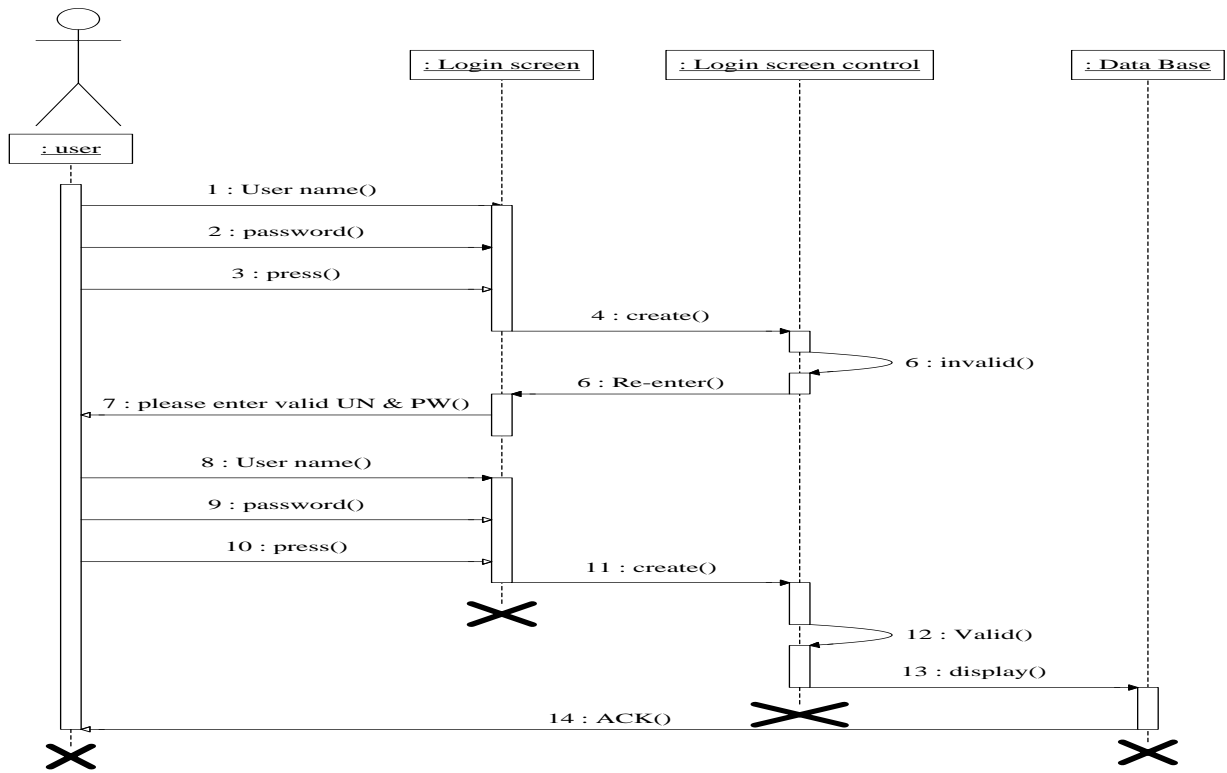 : Login screen
: Login screen control
: Data Base
: user
1 : User name()
2 : password()
3 : press()
4 : create()
6 : invalid()
6 : Re-enter()
7 : please enter valid UN & PW()
8 : User name()
9 : password()
10 : press()
11 : create()
12 : Valid()
13 : display()
14 : ACK()